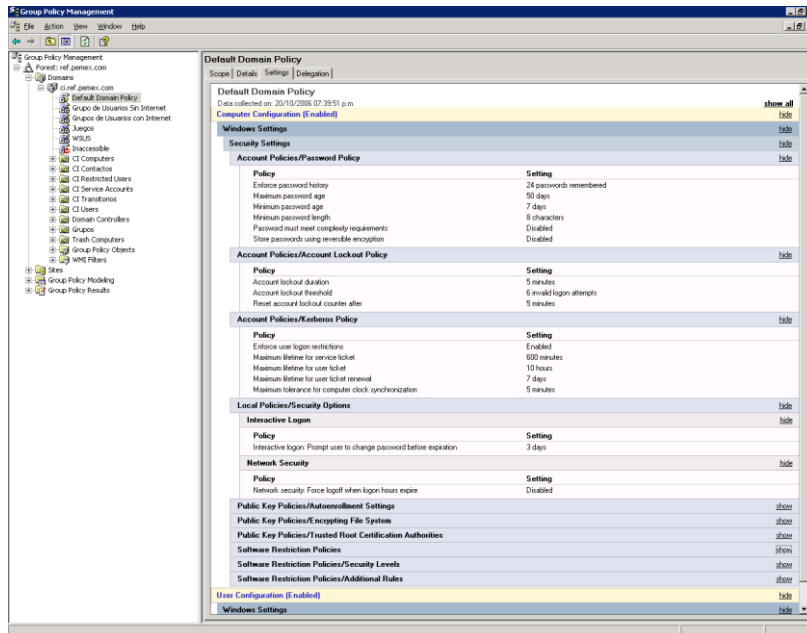 Group Policy Management
File Action View Window Help
Group Policy Management
Forest: ref.pemex.com
Domains
ci.ref.pemex.com
Default Domain Policy
Grupo de Usuarios Sin Internet
Grupos de Usuarios con Internet
Juegos
WSUS
Inaccessible
CI Computers
CI Contactos
CI Restricted Users
CI Service Accounts
CI Transitorios
CI Users
Domain Controllers
Grupos
Trash Computers
Group Policy Objects
WMI Filters
Sites
Group Policy Modeling
Group Policy Results
Default Domain Policy
Scope Details Settings Delegation
Default Domain Policy
Data collected on: 20/10/2006 07:39:51 p.m. show all
Computer Configuration (Enabled) hide
Windows Settings hide
Security Settings hide
Account Policies/Password Policy hide
Policy Setting
Enforce password history 24 passwords remembered
Maximum password age 50 days
Minimum password age 7 days
Minimum password length 8 characters
Password must meet complexity requirements Disabled
Store passwords using reversible encryption Disabled
Account Policies/Account Lockout Policy hide
Policy Setting
Account lockout duration 5 minutes
Account lockout threshold 6 invalid logon attempts
Reset account lockout counter after 5 minutes
Account Policies/Kerberos Policy hide
Policy Setting
Enforce user logon restrictions Enabled
Maximum lifetime for service ticket 600 minutes
Maximum lifetime for user ticket 10 hours
Maximum lifetime for user ticket renewal 7 days
Maximum tolerance for computer clock synchronization 5 minutes
Local Policies/Security Options hide
Interactive Logon hide
Policy Setting
Interactive logon: Prompt user to change password before expiration 3 days
Network Security hide
Policy Setting
Network security: Force logoff when logon hours expire Disabled
Public Key Policies/Autoenrollment Settings show
Public Key Policies/Encrypting File System show
Public Key Policies/Trusted Root Certification Authorities show
Software Restriction Policies show
Software Restriction Policies/Security Levels show
Software Restriction Policies/Additional Rules show
User Configuration (Enabled) hide
Windows Settings hide